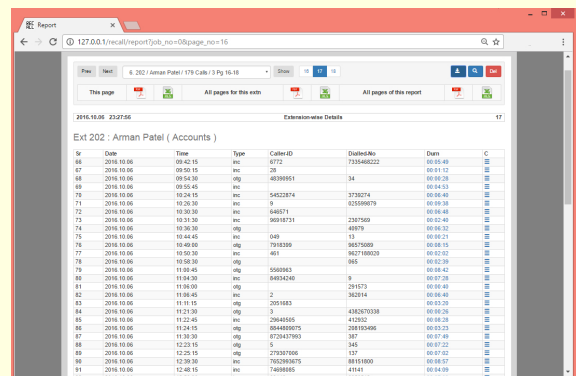 Report
127.0.0.1/recall/report?job_no=0&page_no=16
Prev Next 6. 202 / Arman Patel / 179 Calls / 3 Pg 16-18 Show 16 17 18 Del
This page All pages for this extn All pages of this report
2016.10.06 23:27:56 Extension-wise Details 17
Ext 202 : Arman Patel ( Accounts )
Sr Date Time Type Caller-ID Dialled-No Durn C
66 2016.10.06 09:42:15 inc 6772 7335468222 00:05:49
67 2016.10.06 09:50:15 inc 28 00:01:12
68 2016.10.06 09:54:30 otg 48390951 34 00:00:28
69 2016.10.06 09:55:45 inc 00:04:53
70 2016.10.06 10:24:15 inc 54522874 3739274 00:06:40
71 2016.10.06 10:26:30 inc 9 025599879 00:09:38
72 2016.10.06 10:30:30 inc 646571 00:06:48
73 2016.10.06 10:31:30 inc 96918731 2307569 00:02:40
74 2016.10.06 10:36:30 otg 40979 00:06:32
75 2016.10.06 10:44:45 inc 049 13 00:00:21
76 2016.10.06 10:49:00 inc 7918399 96575089 00:08:15
77 2016.10.06 10:50:30 inc 461 9627188020 00:02:02
78 2016.10.06 10:58:30 otg 065 00:02:39
79 2016.10.06 11:00:45 otg 5560963 00:08:42
80 2016.10.06 11:04:30 inc 84934240 9 00:07:28
81 2016.10.06 11:06:00 otg 291573 00:00:40
82 2016.10.06 11:06:45 inc 2 362014 00:06:40
83 2016.10.06 11:11:15 otg 2051683 00:03:20
84 2016.10.06 11:21:30 otg 3 4382670338 00:00:26
85 2016.10.06 11:22:45 inc 29640505 412932 00:08:28
86 2016.10.06 11:24:15 otg 8844809075 208193496 00:03:23
87 2016.10.06 11:30:30 otg 8720437993 387 00:07:49
88 2016.10.06 12:23:15 otg 5 345 00:07:22
89 2016.10.06 12:25:15 otg 279307006 137 00:07:02
90 2016.10.06 12:39:30 inc 7652993675 88151800 00:08:57
91 2016.10.06 12:48:15 inc 74698085 41141 00:04:09